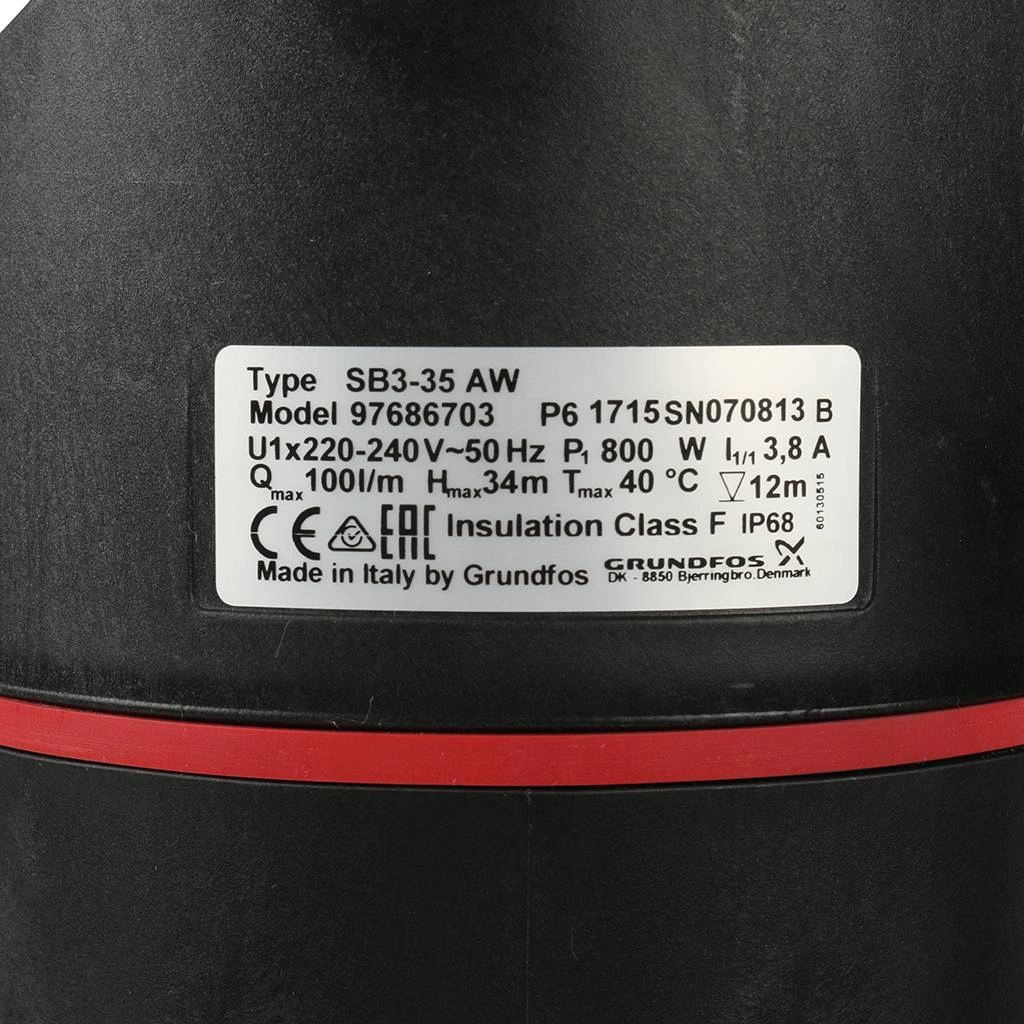 Type SB3-35 AW
Model 97686703 P6 1715SN070813 B
U1x220-240V~50Hz P1 800 W I1/1 3,8 A
Qmax 100l/m Hmax 34m Tmax 40 °C 12m
60130515
CE EAC Insulation Class F IP68
GRUNDFOS
Made in Italy by Grundfos DK - 8850 Bjerringbro.Denmark